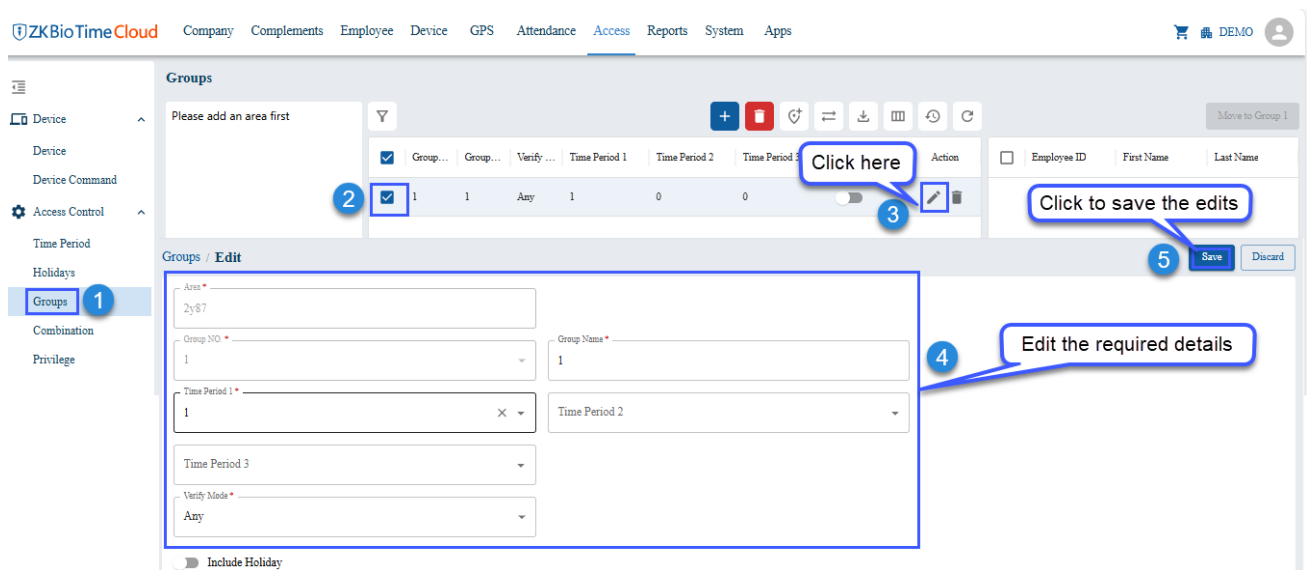 ZKBioTimeCloud Company Complements Employee Device GPS Attendance Access Reports System Apps DEMO
Groups
Please add an area first
Move to Group 1
Device
Device
Device Command
Access Control
Time Period
Holidays
Groups 1
Combination
Privilege
Group... Group... Verify ... Time Period 1 Time Period 2 Time Period 3 Action
2 1 1 Any 1 0 0
Click here
3
Employee ID First Name Last Name
Click to save the edits
Groups / Edit
5 Save Discard
Area *
2y87
Group NO. * Group Name *
1 1
4 Edit the required details
Time Period 1 *
1 Time Period 2
Time Period 3
Verify Mode *
Any
Include Holiday